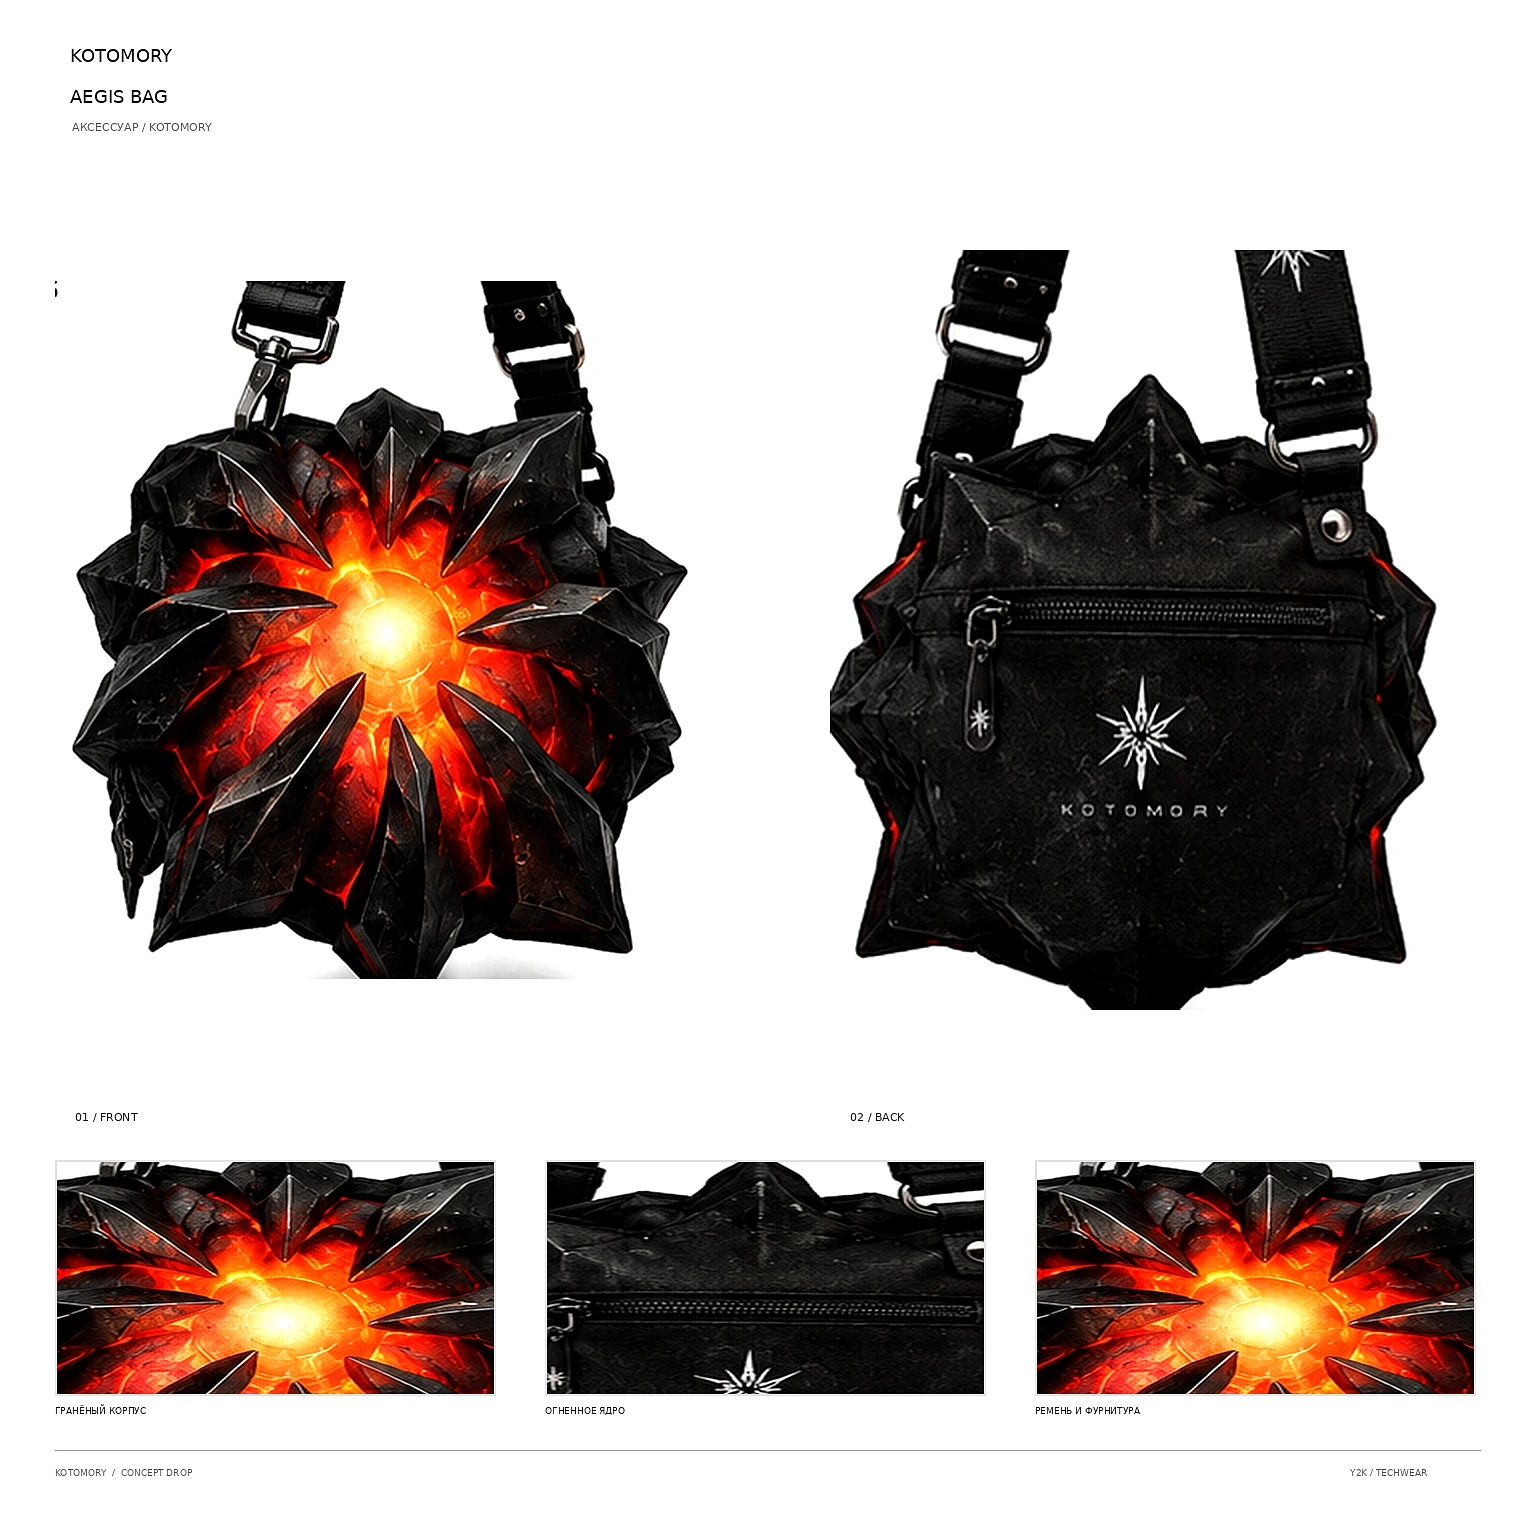 KOTOMORY
AEGIS BAG
АКСЕССУАР / KOTOMORY
KOTOMORY
01 / FRONT
02 / BACK
ГРАНЁНЫЙ КОРПУС
ОГНЕННОЕ ЯДРО
РЕМЕНЬ И ФУРНИТУРА
KOTOMORY / CONCEPT DROP
Y2K / TECHWEAR